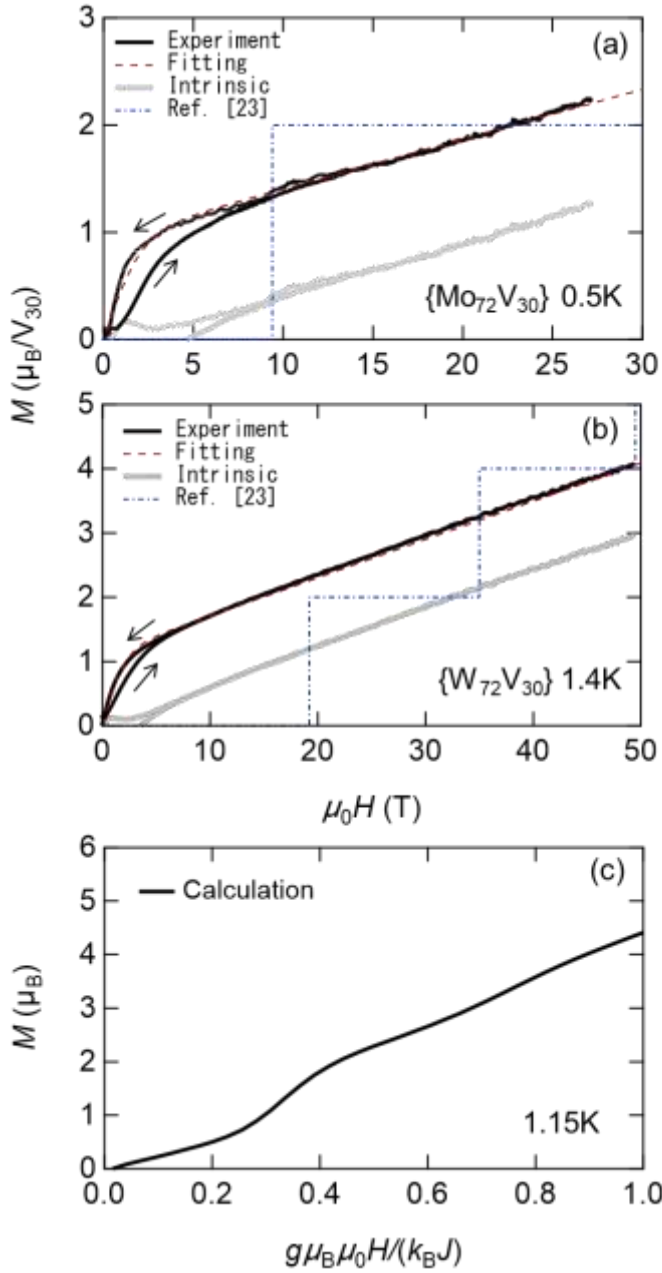 (a)
Experiment
Fitting
Intrinsic
Ref. [23]
{Mo72V30} 0.5K
3
2
1
0
0 5 10 15 20 25 30
M (μB/V30)
(b)
Experiment
Fitting
Intrinsic
Ref. [23]
{W72V30} 1.4K
5
4
3
2
1
0
0 10 20 30 40 50
μ0H (T)
(c)
Calculation
1.15K
6
5
4
3
2
1
0
M (μB)
0.0 0.2 0.4 0.6 0.8 1.0
gμBμ0H/(kBJ)